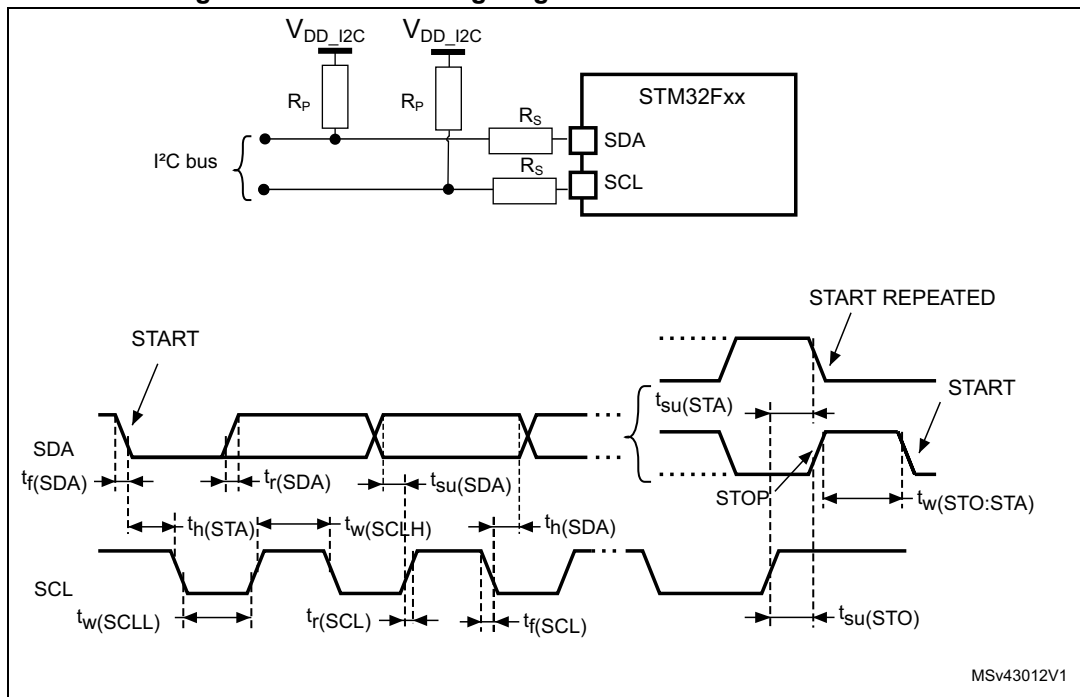 V_DD_I2C V_DD_I2C
STM32Fxx
R_P R_P R_S
SDA
I²C bus
R_S
SCL
START REPEATED
START
START
t_su(STA)
SDA
t_f(SDA) t_r(SDA) t_su(SDA) STOP t_w(STO:STA)
t_h(STA) t_w(SCLH) t_h(SDA)
SCL
t_w(SCLL) t_r(SCL) t_f(SCL) t_su(STO)
MSv43012V1